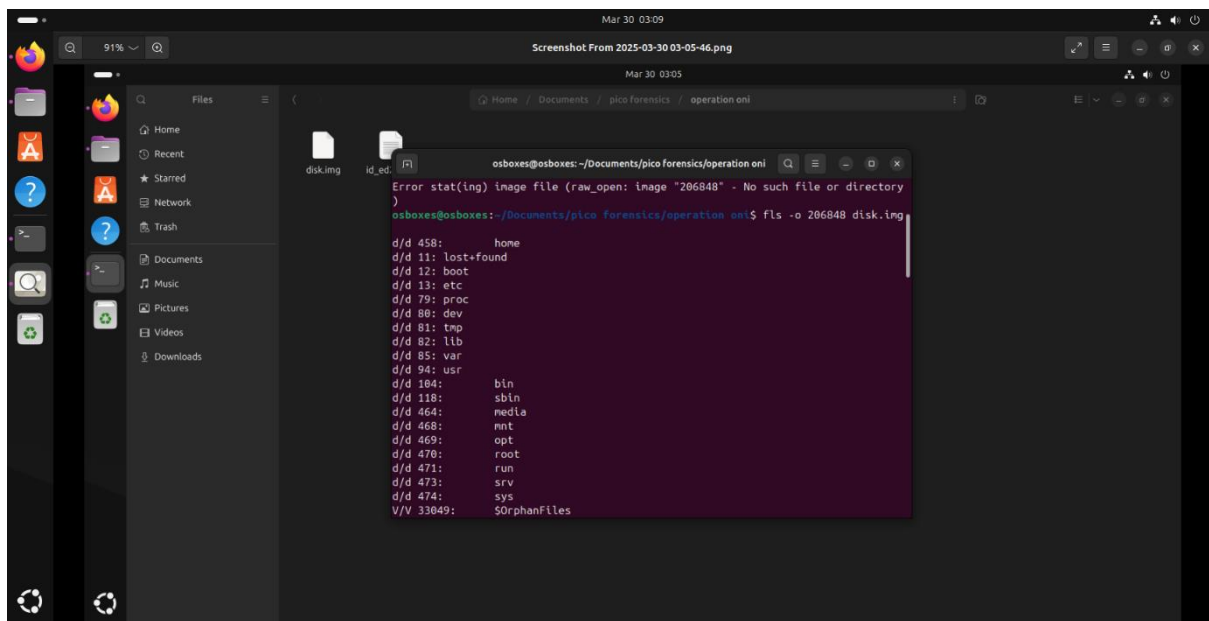 Mar 30 03:09
91%
Screenshot From 2025-03-30 03-05-46.png
Mar 30 03:05
Files
Home / Documents / pico forensics / operation oni
Home
Recent
Starred
Network
Trash
Documents
Music
Pictures
Videos
Downloads
disk.img
id_ed
osboxes@osboxes: ~/Documents/pico forensics/operation oni
Error stat(ing) image file (raw_open: image "206848" - No such file or directory
)
osboxes@osboxes:~/Documents/pico forensics/operation oni$ fls -o 206848 disk.img
d/d 458: home
d/d 11: lost+found
d/d 12: boot
d/d 13: etc
d/d 79: proc
d/d 80: dev
d/d 81: tmp
d/d 82: lib
d/d 85: var
d/d 94: usr
d/d 104: bin
d/d 118: sbin
d/d 464: media
d/d 468: mnt
d/d 469: opt
d/d 470: root
d/d 471: run
d/d 473: srv
d/d 474: sys
V/V 33049: $OrphanFiles